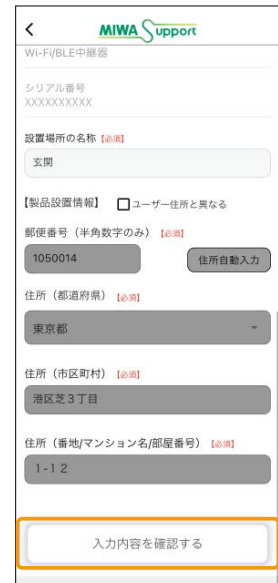 MIWA Support
Wi-Fi/BLE中継器
シリアル番号
XXXXXXXXXX
設置場所の名称【必須】
玄関
【製品設置情報】 ユーザー住所と異なる
郵便番号（半角数字のみ）【必須】
1050014 住所自動入力
住所（都道府県）【必須】
東京都
住所（市区町村）【必須】
港区芝３丁目
住所（番地/マンション名/部屋番号）【必須】
1-1 2
入力内容を確認する